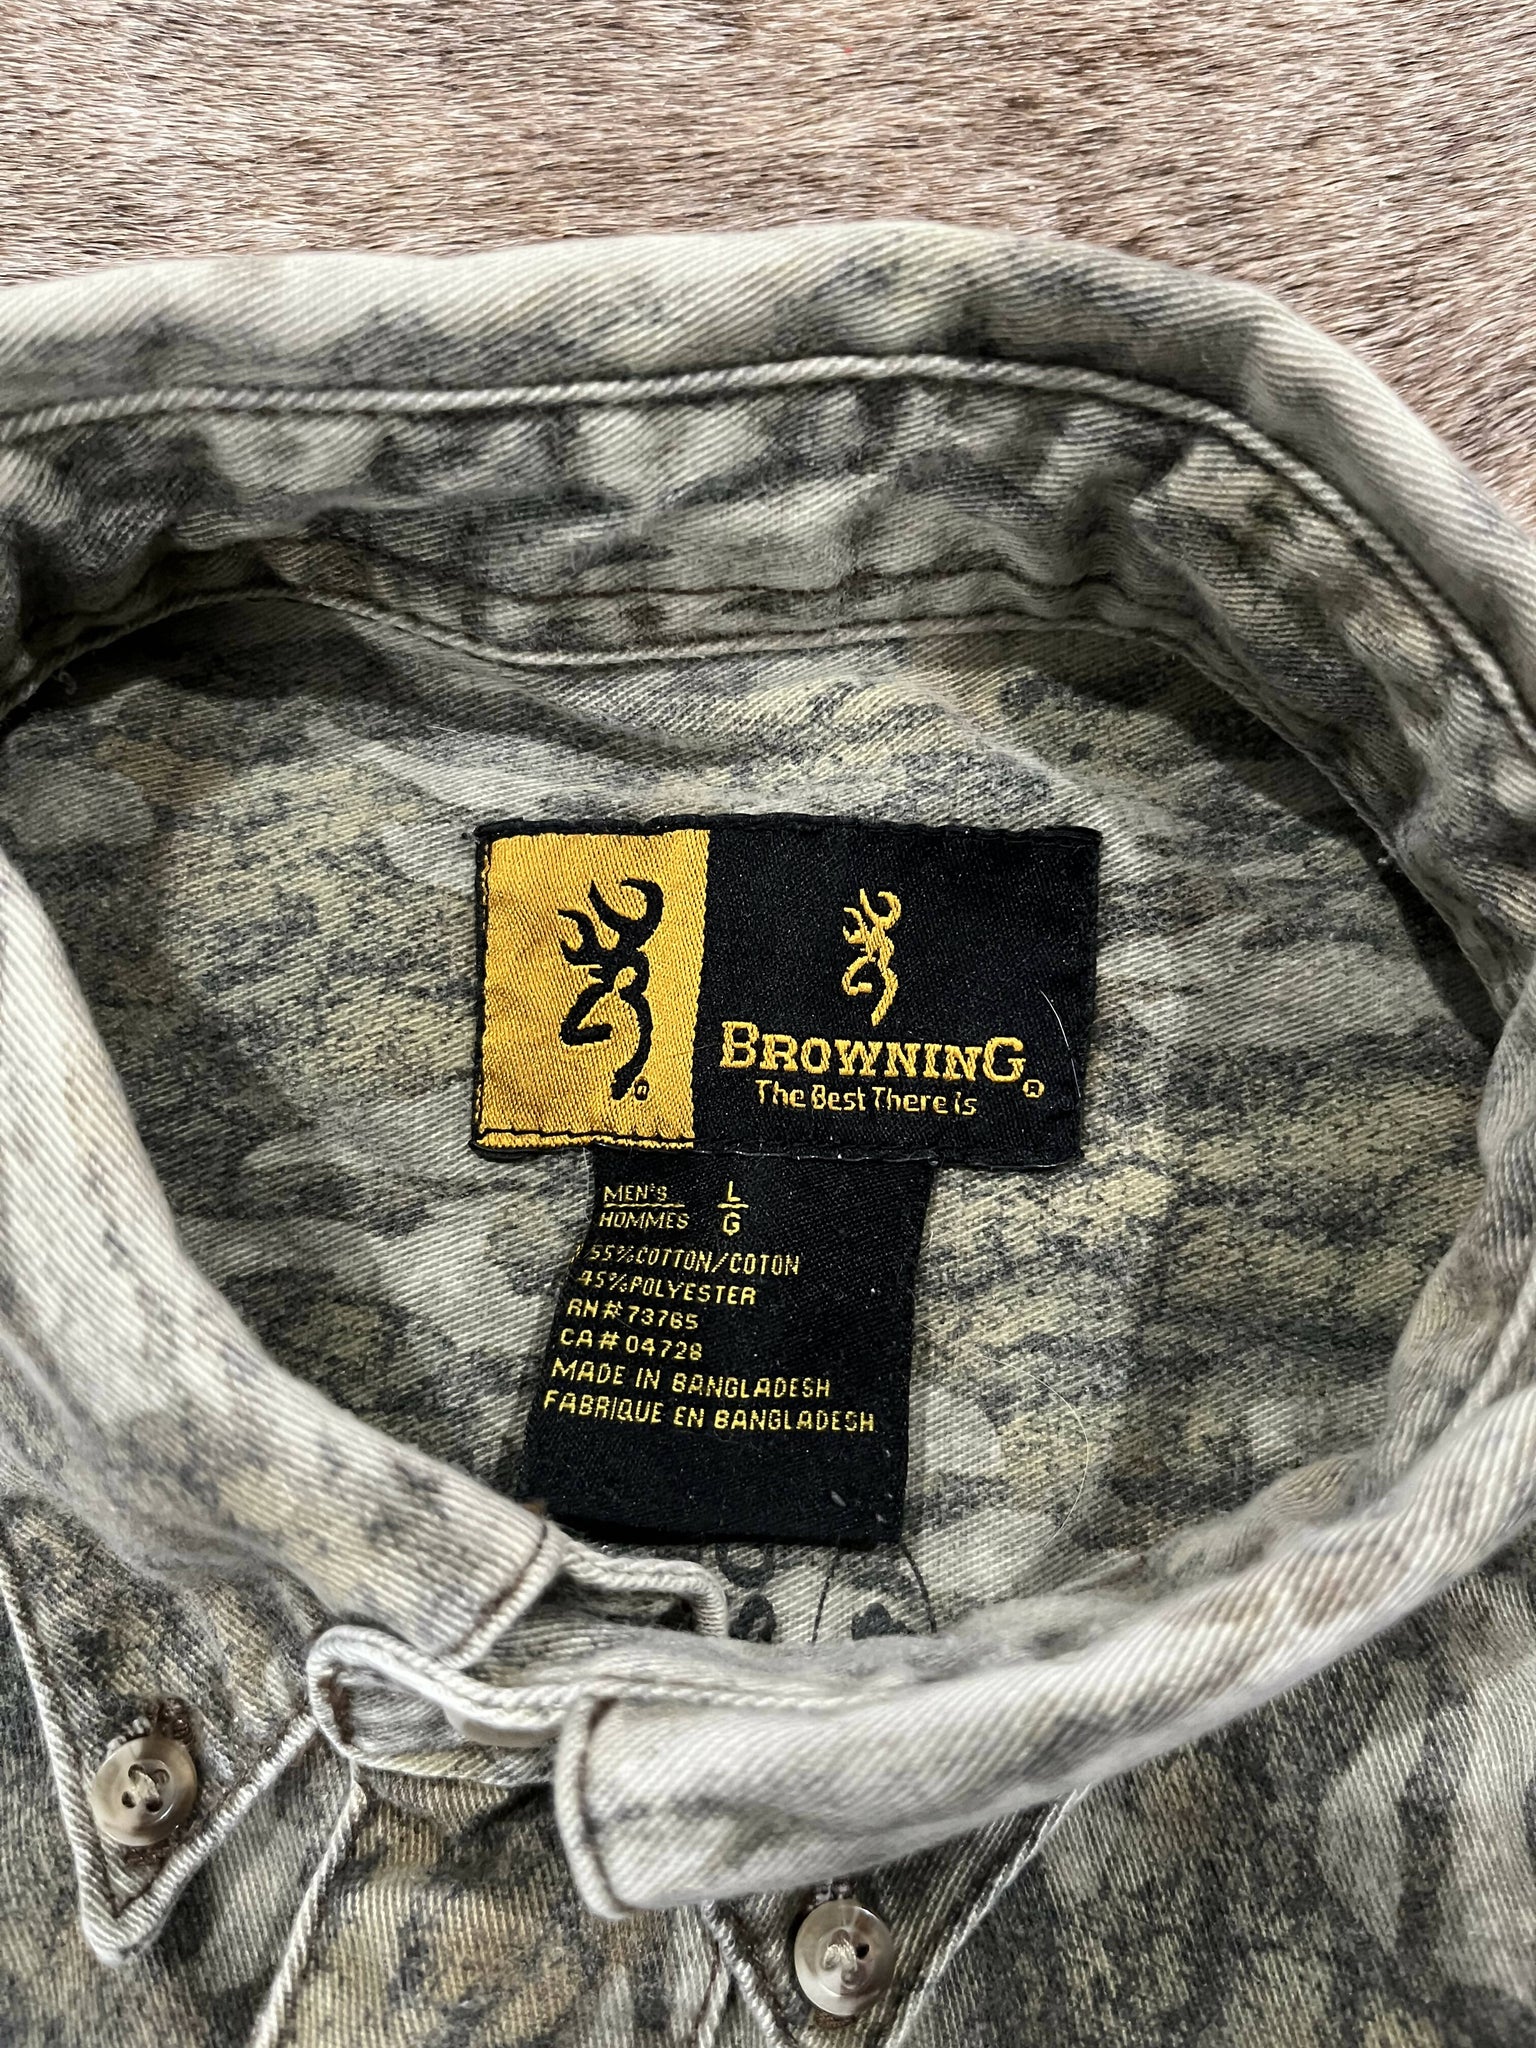 BROWNING®
The Best There is
®
MEN'S L
HOMMES G
55% COTTON/COTON
45% POLYESTER
RN# 73765
CA# 04728
MADE IN BANGLADESH
FABRIQUE EN BANGLADESH